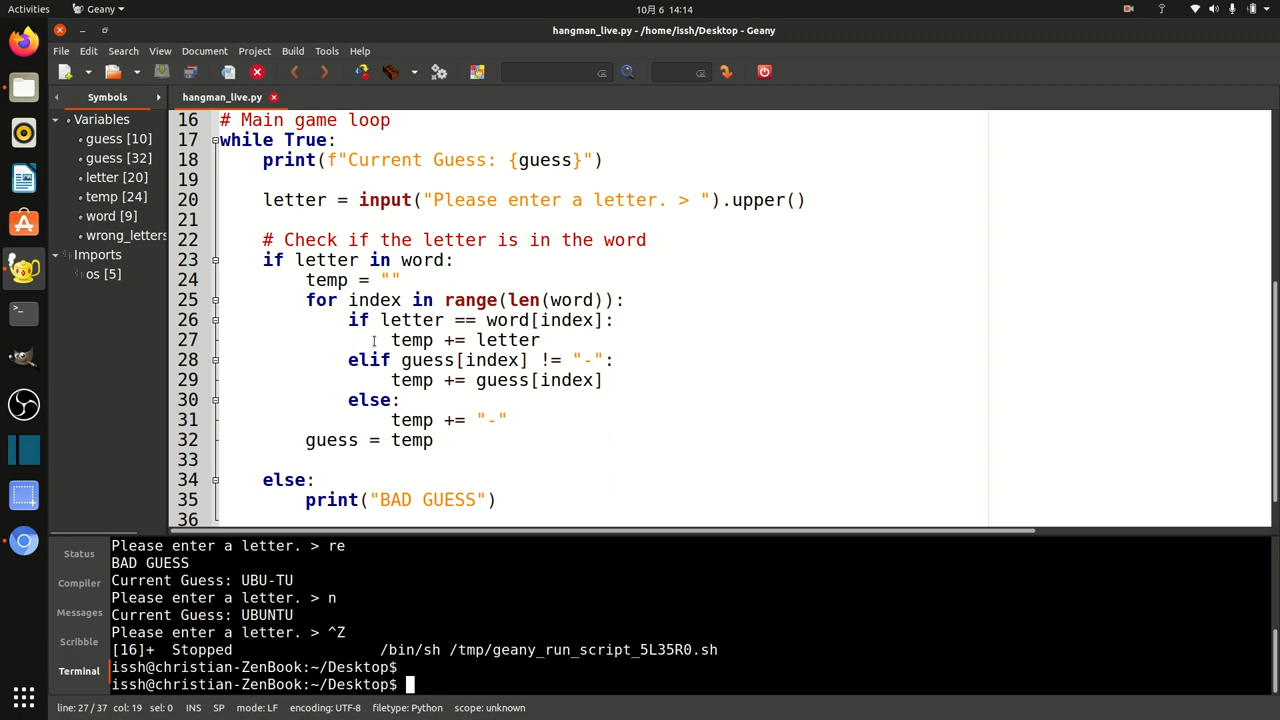 Activities
Geany
10月 6 14:14
hangman_live.py - /home/issh/Desktop - Geany
File Edit Search View Document Project Build Tools Help
Symbols
hangman_live.py
Variables
guess [10]
guess [32]
letter [20]
temp [24]
word [9]
wrong_letters
Imports
os [5]
16 # Main game loop
17 while True:
18     print(f"Current Guess: {guess}")
19
20     letter = input("Please enter a letter. > ").upper()
21
22     # Check if the letter is in the word
23     if letter in word:
24         temp = ""
25         for index in range(len(word)):
26             if letter == word[index]:
27                 temp += letter
28             elif guess[index] != "-":
29                 temp += guess[index]
30             else:
31                 temp += "-"
32         guess = temp
33
34     else:
35         print("BAD GUESS")
36
Status
Compiler
Messages
Scribble
Terminal
Please enter a letter. > re
BAD GUESS
Current Guess: UBU-TU
Please enter a letter. > n
Current Guess: UBUNTU
Please enter a letter. > ^Z
[16]+  Stopped                 /bin/sh /tmp/geany_run_script_5L35R0.sh
issh@christian-ZenBook:~/Desktop$
issh@christian-ZenBook:~/Desktop$
line: 27 / 37 col: 19 sel: 0 INS SP mode: LF encoding: UTF-8 filetype: Python scope: unknown